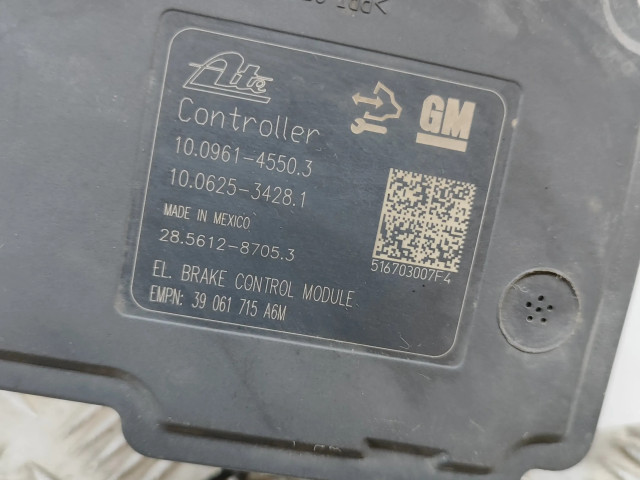 Ate
GM
Controller
10.0961-4550.3
10.0625-3428.1
MADE IN MEXICO
28.5612-8705.3
516703007F4
EL. BRAKE CONTROL MODULE
EMPN: 39 061 715 A6M